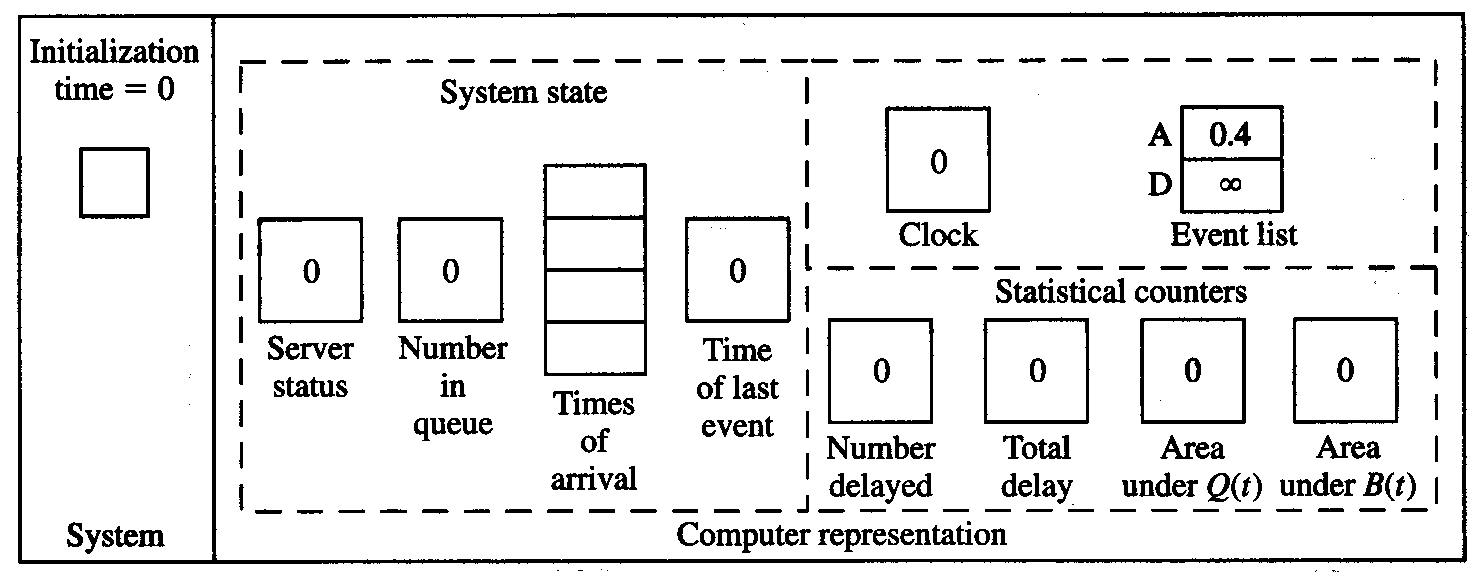 Initialization
time = 0
System
System state
0
Server
status
0
Number
in
queue
Times
of
arrival
0
Time
of last
event
0
Clock
A 0.4
D ∞
Event list
Statistical counters
0
Number
delayed
0
Total
delay
0
Area
under Q(t)
0
Area
under B(t)
Computer representation